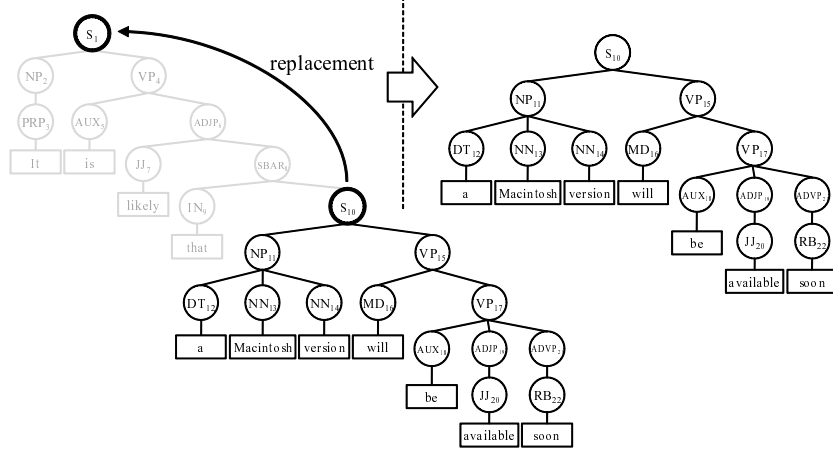 S1
replacement
NP2 VP4
PRP3 AUX5 ADJP6
It is JJ7 SBAR8
likely IN9 S10
that
NP11 VP15
DT12 NN13 NN14 MD16 VP17
a Macintosh version will AUX18 ADJP19 ADVP2
be JJ20 RB22
available soon
S10
NP11 VP15
DT12 NN13 NN14 MD16 VP17
a Macintosh version will AUX18 ADJP19 ADVP2
be JJ20 RB22
available soon